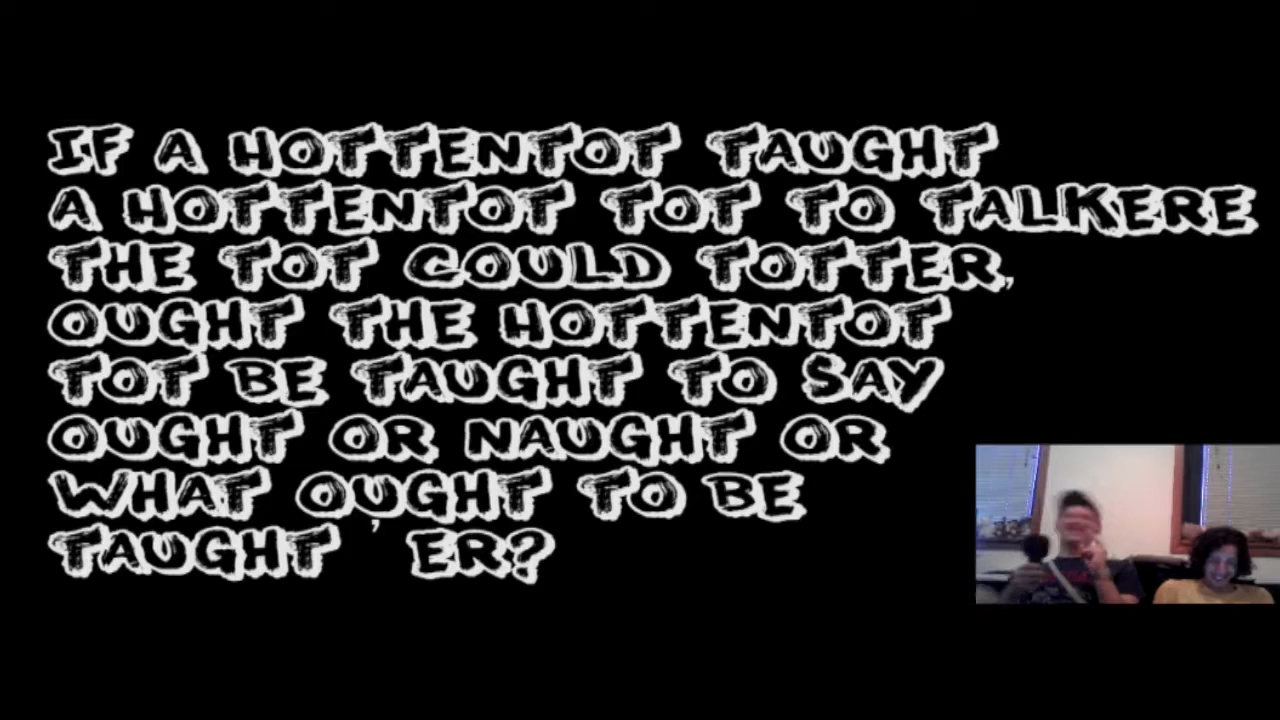 IF A HOTTENTOT TAUGHT
A HOTTENTOT TOT TO TALKERE
THE TOT COULD TOTTER,
OUGHT THE HOTTENTOT
TOT BE TAUGHT TO SAY
OUGHT OR NAUGHT OR
WHAT OUGHT TO BE
TAUGHT ' ER?